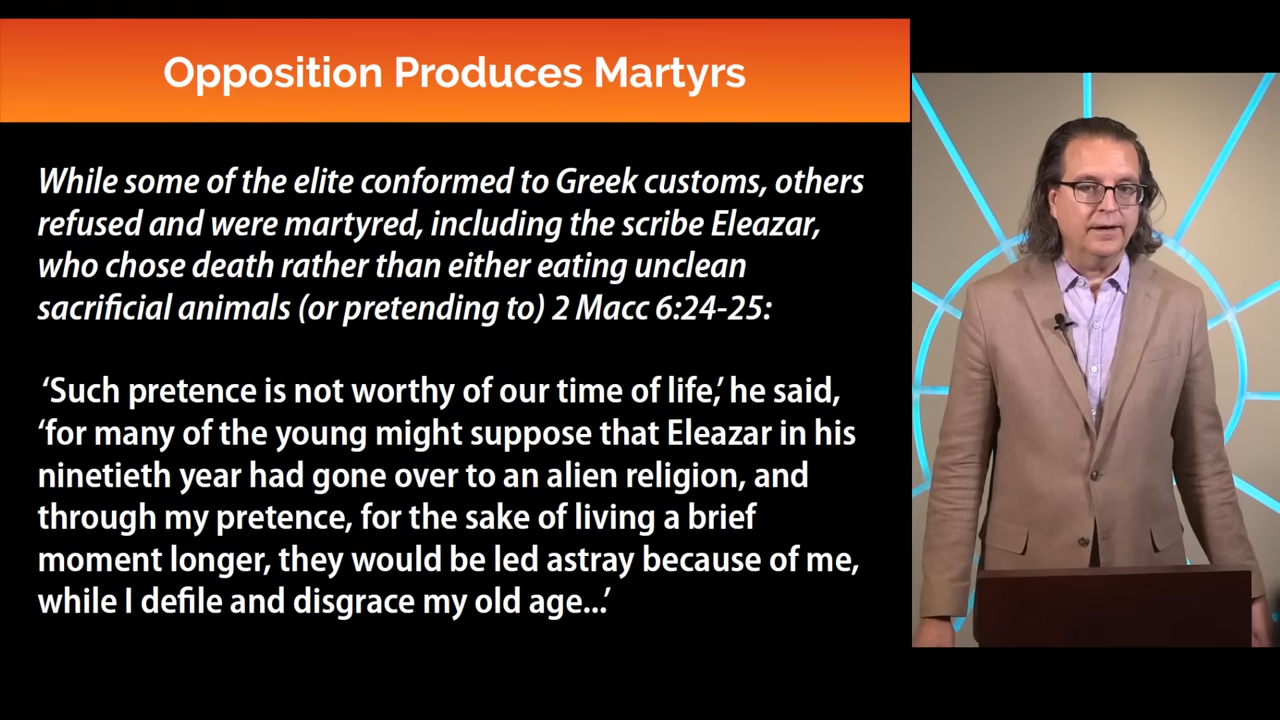 Opposition Produces Martyrs
While some of the elite conformed to Greek customs, others
refused and were martyred, including the scribe Eleazar,
who chose death rather than either eating unclean
sacrificial animals (or pretending to) 2 Macc 6:24-25:
‘Such pretence is not worthy of our time of life,’ he said,
‘for many of the young might suppose that Eleazar in his
ninetieth year had gone over to an alien religion, and
through my pretence, for the sake of living a brief
moment longer, they would be led astray because of me,
while I defile and disgrace my old age...’